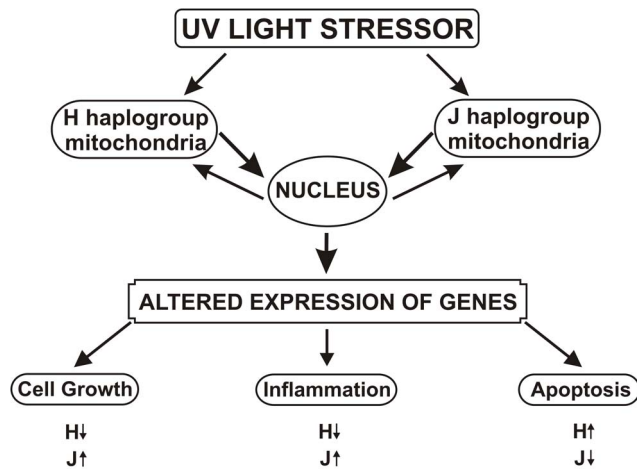 UV LIGHT STRESSOR
H haplogroup
mitochondria
J haplogroup
mitochondria
NUCLEUS
ALTERED EXPRESSION OF GENES
Cell Growth
Inflammation
Apoptosis
H↓
J↑
H↓
J↑
H↑
J↓